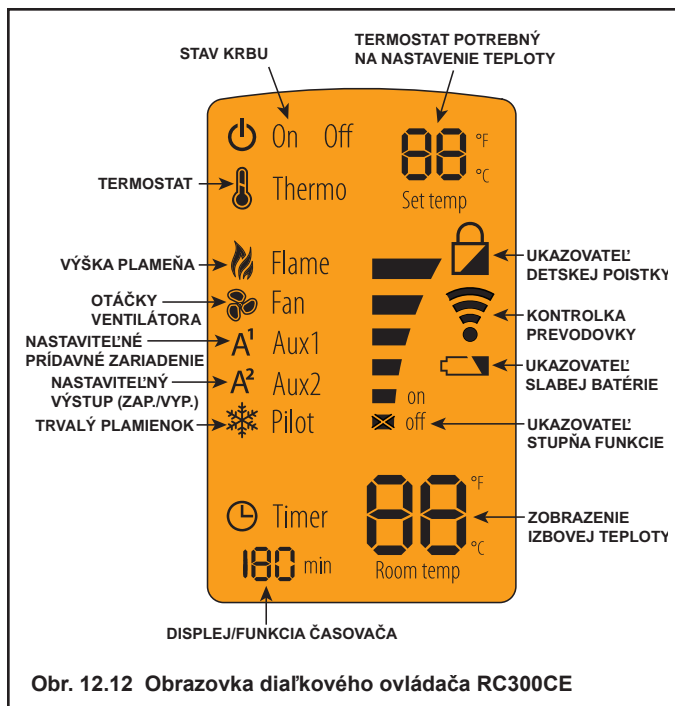 STAV KRBU
TERMOSTAT POTREBNÝ
NA NASTAVENIE TEPLOTY
On Off
88 °F
°C
Set temp
TERMOSTAT
Thermo
VÝŠKA PLAMEŇA
Flame
UKAZOVATEĽ
DETSKEJ POISTKY
OTÁČKY
VENTILÁTORA
Fan
KONTROLKA
PREVODOVKY
NASTAVITEĽNÉ
PRÍDAVNÉ ZARIADENIE
A¹ Aux1
UKAZOVATEĽ
SLABEJ BATÉRIE
NASTAVITEĽNÝ
VÝSTUP (ZAP./VYP.)
A² Aux2
on
TRVALÝ PLAMIENOK
Pilot
off
UKAZOVATEĽ
STUPŇA FUNKCIE
Timer
88 °F
°C
ZOBRAZENIE
IZBOVEJ TEPLOTY
180 min
Room temp
DISPLEJ/FUNKCIA ČASOVAČA
Obr. 12.12 Obrazovka diaľkového ovládača RC300CE